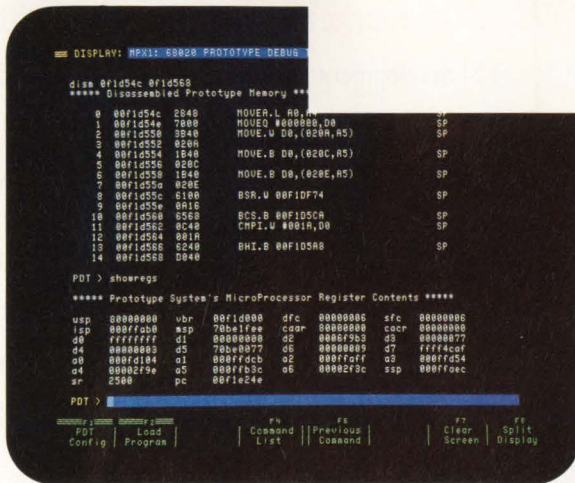 DISPLAY: MPX1: 68020 PROTOTYPE DEBUG
dism 0f1d54c 0f1d568
***** Disassembled Prototype Memory
0 00f1d54c 2848 MOVEA.L A0,A4 SP
1 00f1d54e 7000 MOVEQ #000000,D0 SP
2 00f1d550 3B40 MOVE.W D0,(020A,A5) SP
3 00f1d552 020A
4 00f1d554 1B40 MOVE.B D0,(020C,A5) SP
5 00f1d556 020C
6 00f1d558 1B40 MOVE.B D0,(020E,A5) SP
7 00f1d55a 020E
8 00f1d55c 6100 BSR.W 00F1DF74 SP
9 00f1d55e 0A16
10 00f1d560 6568 BCS.B 00F1D5CA SP
11 00f1d562 0C40 CMPI.W #001A,D0 SP
12 00f1d564 001A
13 00f1d566 6240 BHI.B 00F1D5A8 SP
14 00f1d568 D040
PDT > showregs
***** Prototype System's MicroProcessor Register Contents *****
usp 80000000 vbr 00f1d000 dfc 00000006 sfc 00000006
isp 000ffab0 msp 70be1fee caar 00000000 cacr 00000000
d0 ffffffff d1 00000008 d2 0006f9b3 d3 00000077
d4 00000003 d5 70be0077 d6 00000009 d7 ffff4caf
a0 000fd104 a1 000ffdcb a2 000ffaff a3 000ffd54
a4 00002f9e a5 000ffb3c a6 00002f3c ssp 000ffaec
sr 2500 pc 00f1e24e
PDT >
F1 F2 F4 F6 F7 F8
PDT Load Command Previous Clear Split
Config Program List Command Screen Display